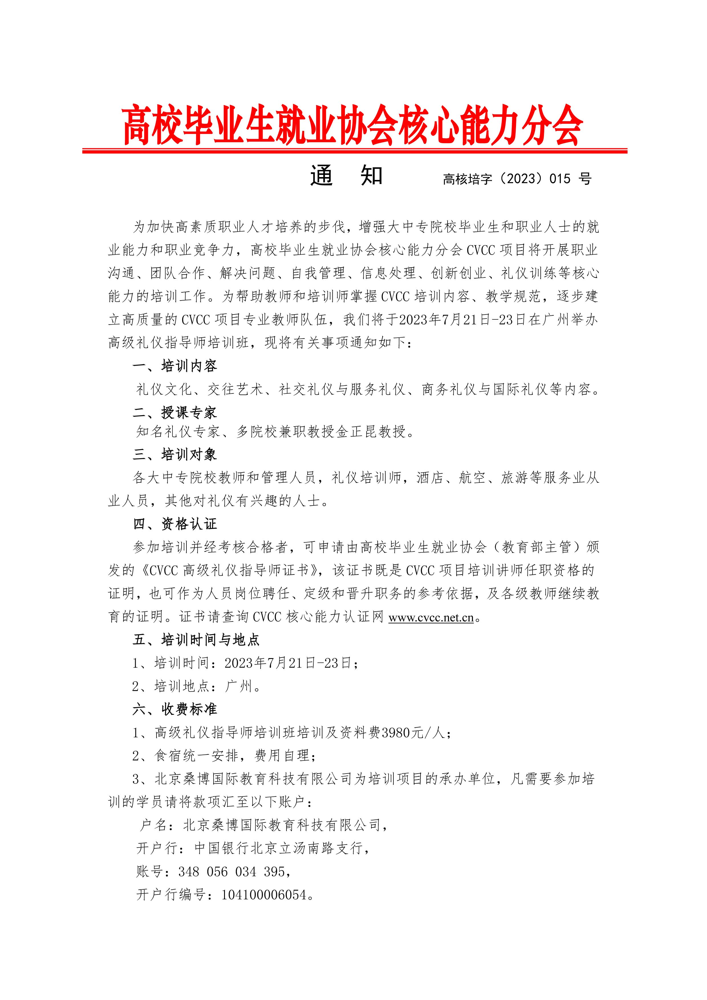 高校毕业生就业协会核心能力分会
通 知 高核培字（2023）015 号
为加快高素质职业人才培养的步伐，增强大中专院校毕业生和职业人士的就
业能力和职业竞争力，高校毕业生就业协会核心能力分会 CVCC 项目将开展职业
沟通、团队合作、解决问题、自我管理、信息处理、创新创业、礼仪训练等核心
能力的培训工作。为帮助教师和培训师掌握 CVCC 培训内容、教学规范，逐步建
立高质量的 CVCC 项目专业教师队伍，我们将于2023年7月21日-23日在广州举办
高级礼仪指导师培训班，现将有关事项通知如下：
一、培训内容
礼仪文化、交往艺术、社交礼仪与服务礼仪、商务礼仪与国际礼仪等内容。
二、授课专家
知名礼仪专家、多院校兼职教授金正昆教授。
三、培训对象
各大中专院校教师和管理人员，礼仪培训师，酒店、航空、旅游等服务业从
业人员，其他对礼仪有兴趣的人士。
四、资格认证
参加培训并经考核合格者，可申请由高校毕业生就业协会（教育部主管）颁
发的《CVCC 高级礼仪指导师证书》，该证书既是 CVCC 项目培训讲师任职资格的
证明，也可作为人员岗位聘任、定级和晋升职务的参考依据，及各级教师继续教
育的证明。证书请查询 CVCC 核心能力认证网 www.cvcc.net.cn。
五、培训时间与地点
1、培训时间：2023年7月21日-23日；
2、培训地点：广州。
六、收费标准
1、高级礼仪指导师培训班培训及资料费3980元/人；
2、食宿统一安排，费用自理；
3、北京桑博国际教育科技有限公司为培训项目的承办单位，凡需要参加培
训的学员请将款项汇至以下账户：
户名：北京桑博国际教育科技有限公司，
开户行：中国银行北京立汤南路支行，
账号：348 056 034 395，
开户行编号：104100006054。